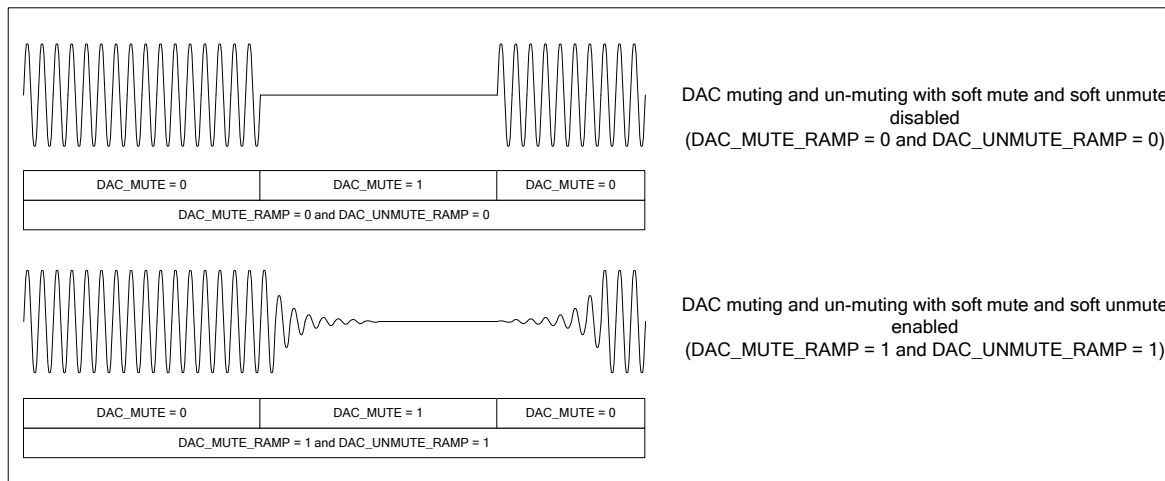 DAC muting and un-muting with soft mute and soft unmute
disabled
(DAC_MUTE_RAMP = 0 and DAC_UNMUTE_RAMP = 0)
DAC_MUTE = 0
DAC_MUTE = 1
DAC_MUTE = 0
DAC_MUTE_RAMP = 0 and DAC_UNMUTE_RAMP = 0
DAC muting and un-muting with soft mute and soft unmute
enabled
(DAC_MUTE_RAMP = 1 and DAC_UNMUTE_RAMP = 1)
DAC_MUTE = 0
DAC_MUTE = 1
DAC_MUTE = 0
DAC_MUTE_RAMP = 1 and DAC_UNMUTE_RAMP = 1